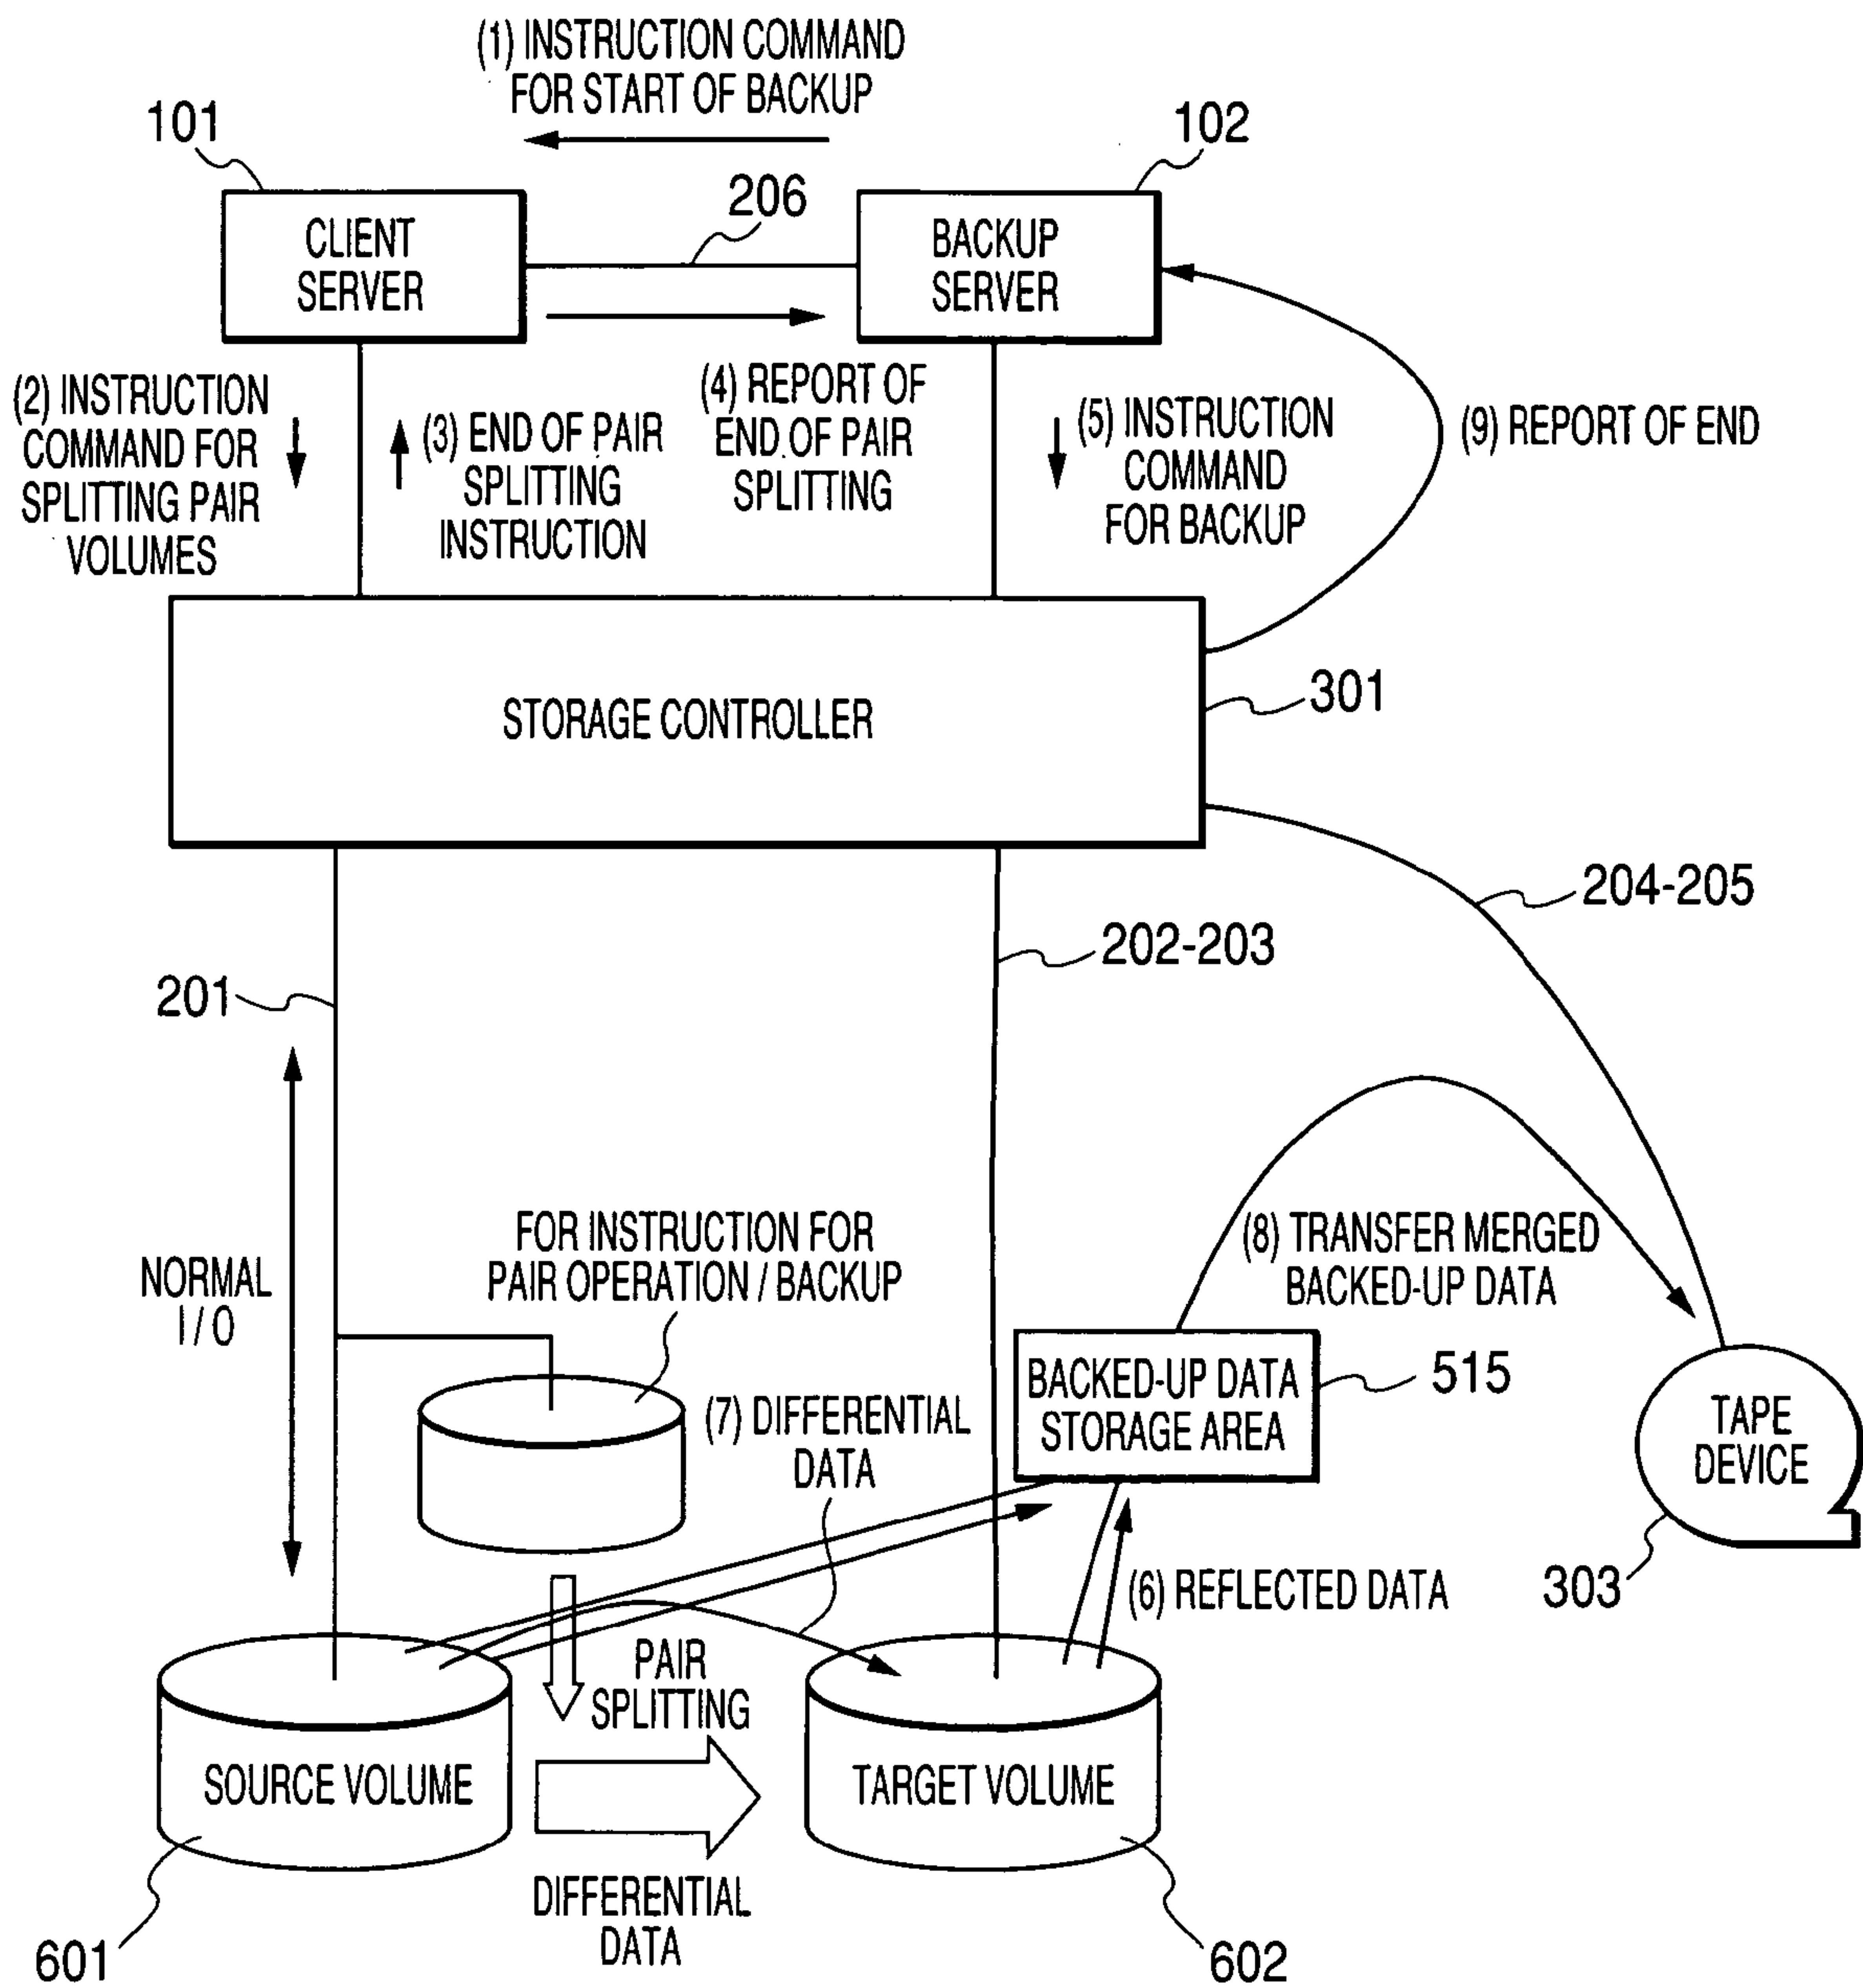 (1) INSTRUCTION COMMAND
FOR START OF BACKUP
101
102
206
CLIENT
SERVER
BACKUP
SERVER
(2) INSTRUCTION
COMMAND FOR
SPLITTING PAIR
VOLUMES
(3) END OF PAIR
SPLITTING
INSTRUCTION
(4) REPORT OF
END OF PAIR
SPLITTING
(5) INSTRUCTION
COMMAND
FOR BACKUP
(9) REPORT OF END
STORAGE CONTROLLER
301
204-205
202-203
201
NORMAL
I / O
FOR INSTRUCTION FOR
PAIR OPERATION / BACKUP
(8) TRANSFER MERGED
BACKED-UP DATA
BACKED-UP DATA
STORAGE AREA
515
(7) DIFFERENTIAL
DATA
TAPE
DEVICE
303
(6) REFLECTED DATA
PAIR
SPLITTING
SOURCE VOLUME
TARGET VOLUME
DIFFERENTIAL
DATA
601
602